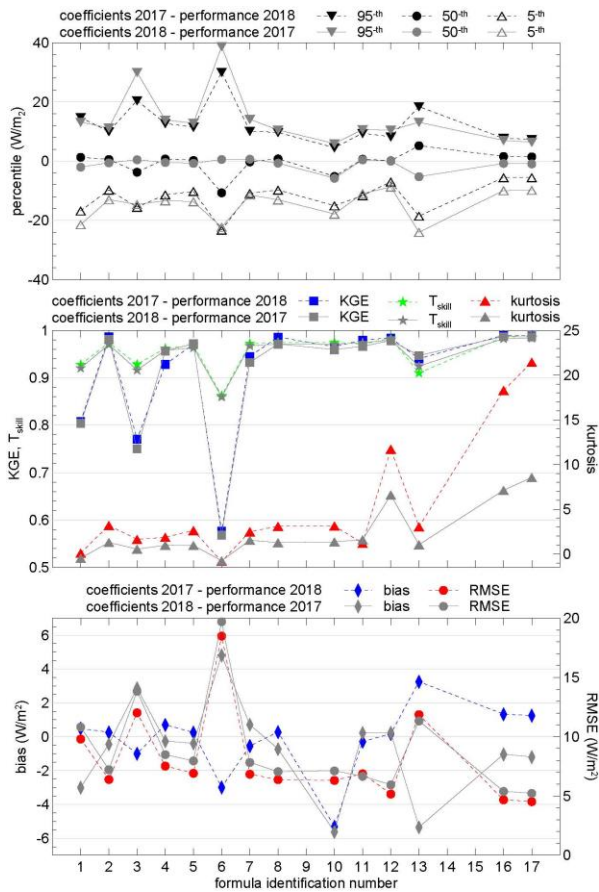 coefficients 2017 - performance 2018 95-th 50-th 5-th
coefficients 2018 - performance 2017 95-th 50-th 5-th
percentile (W/m2)
40
20
0
-20
-40
coefficients 2017 - performance 2018 KGE Tskill kurtosis
coefficients 2018 - performance 2017 KGE Tskill kurtosis
KGE, Tskill
1
0.9
0.8
0.7
0.6
0.5
25
20
15
10
5
0
kurtosis
coefficients 2017 - performance 2018 bias RMSE
coefficients 2018 - performance 2017 bias RMSE
bias (W/m2)
6
4
2
0
-2
-4
-6
20
15
10
5
0
RMSE (W/m2)
1 2 3 4 5 6 7 8 9 10 11 12 13 14 15 16 17
formula identification number